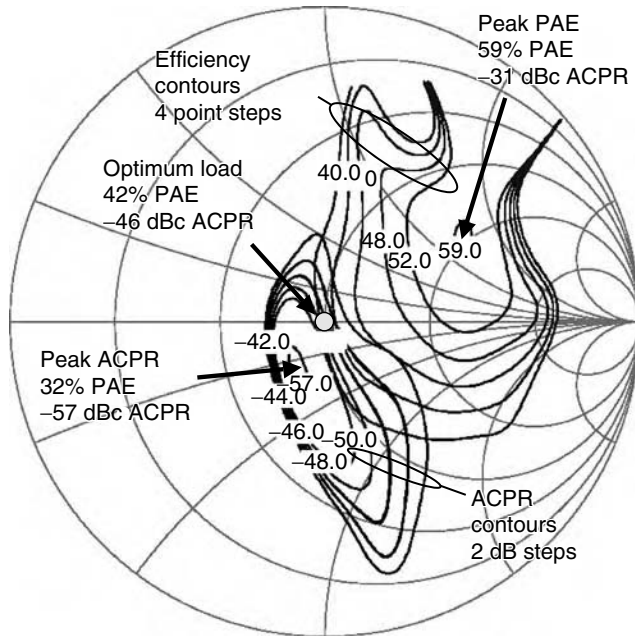 Peak PAE
59% PAE
–31 dBc ACPR
Efficiency
contours
4 point steps
Optimum load
42% PAE
–46 dBc ACPR
40.0
0
48.0
52.0
59.0
–42.0
Peak ACPR
32% PAE
–57 dBc ACPR
–57.0
–44.0
–46.0
–50.0
–48.0
ACPR
contours
2 dB steps